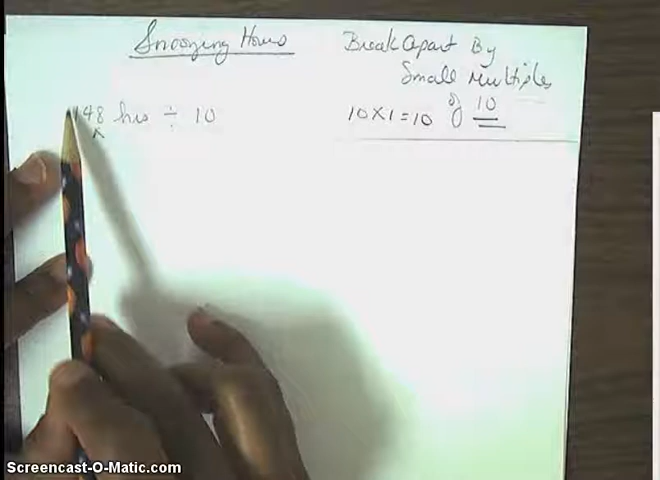 Snoozing Hours
Break Apart By
Small Multiples
of 10
148 hrs ÷ 10
10 X 1 = 10
Screencast-O-Matic.com